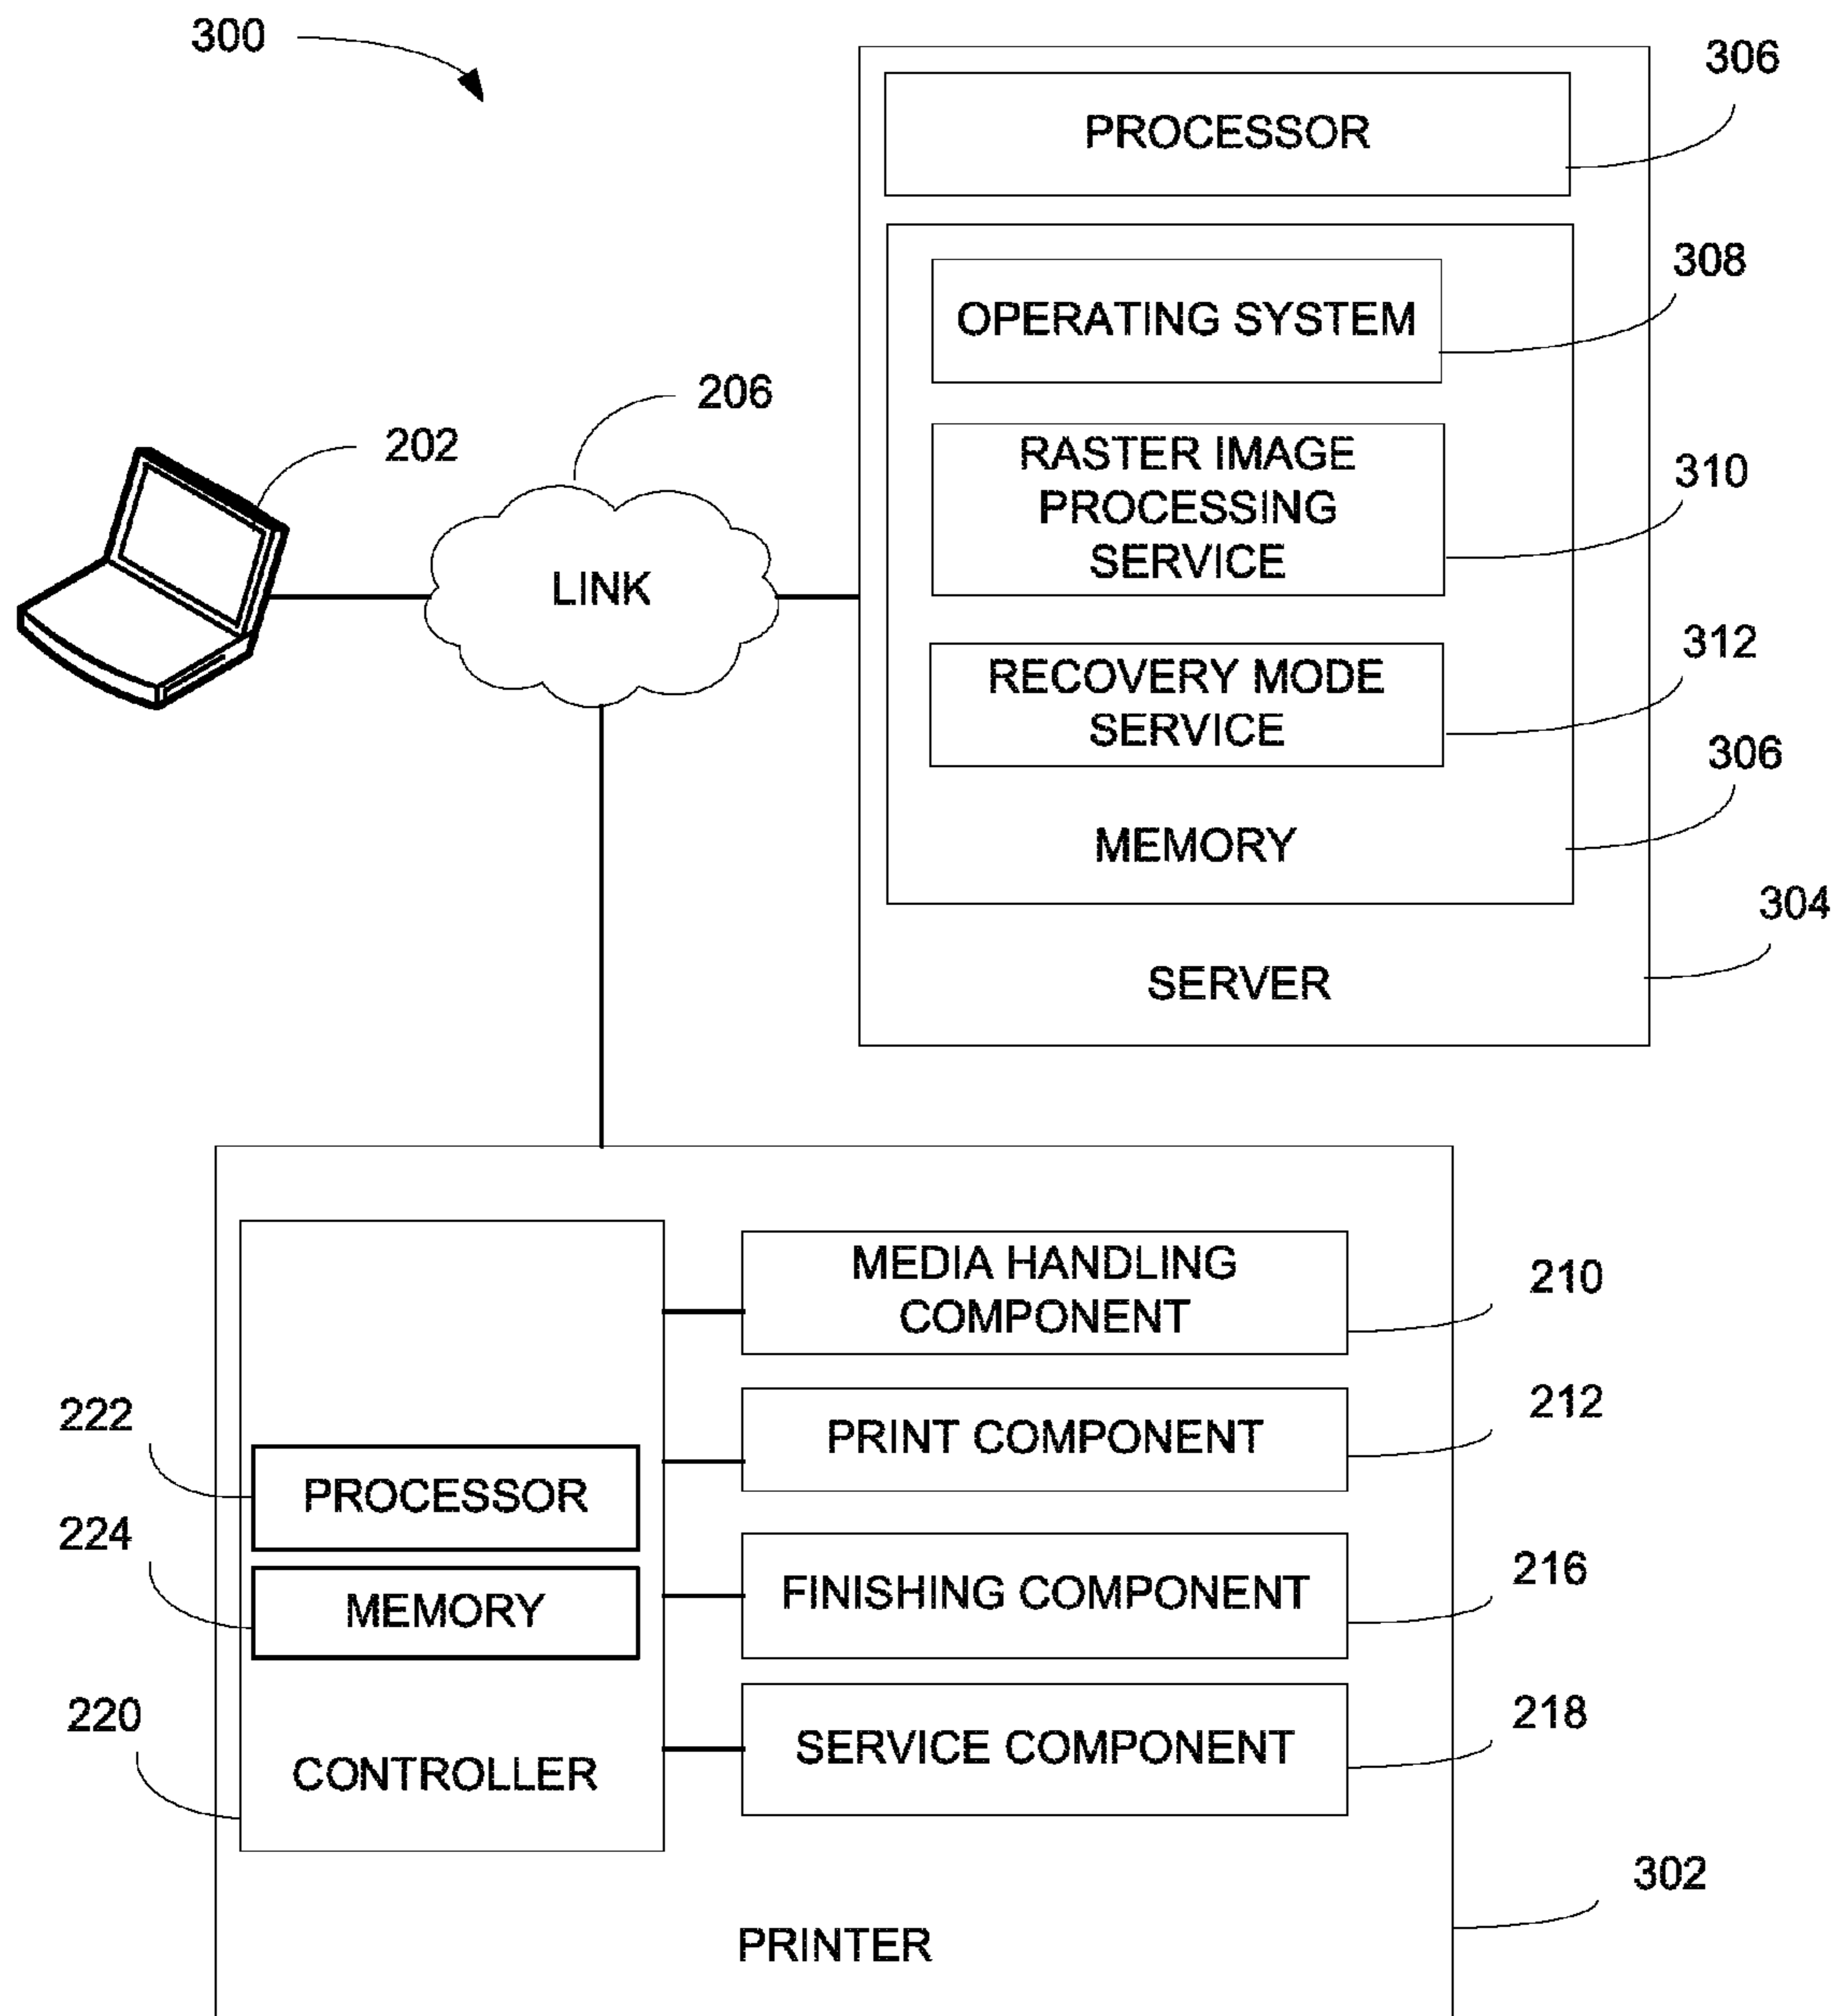 300
306
PROCESSOR
308
OPERATING SYSTEM
206
202
RASTER IMAGE
PROCESSING
SERVICE
310
LINK
312
RECOVERY MODE
SERVICE
306
MEMORY
304
SERVER
MEDIA HANDLING
COMPONENT
210
222
PRINT COMPONENT
212
PROCESSOR
224
MEMORY
FINISHING COMPONENT
216
220
CONTROLLER
SERVICE COMPONENT
218
302
PRINTER